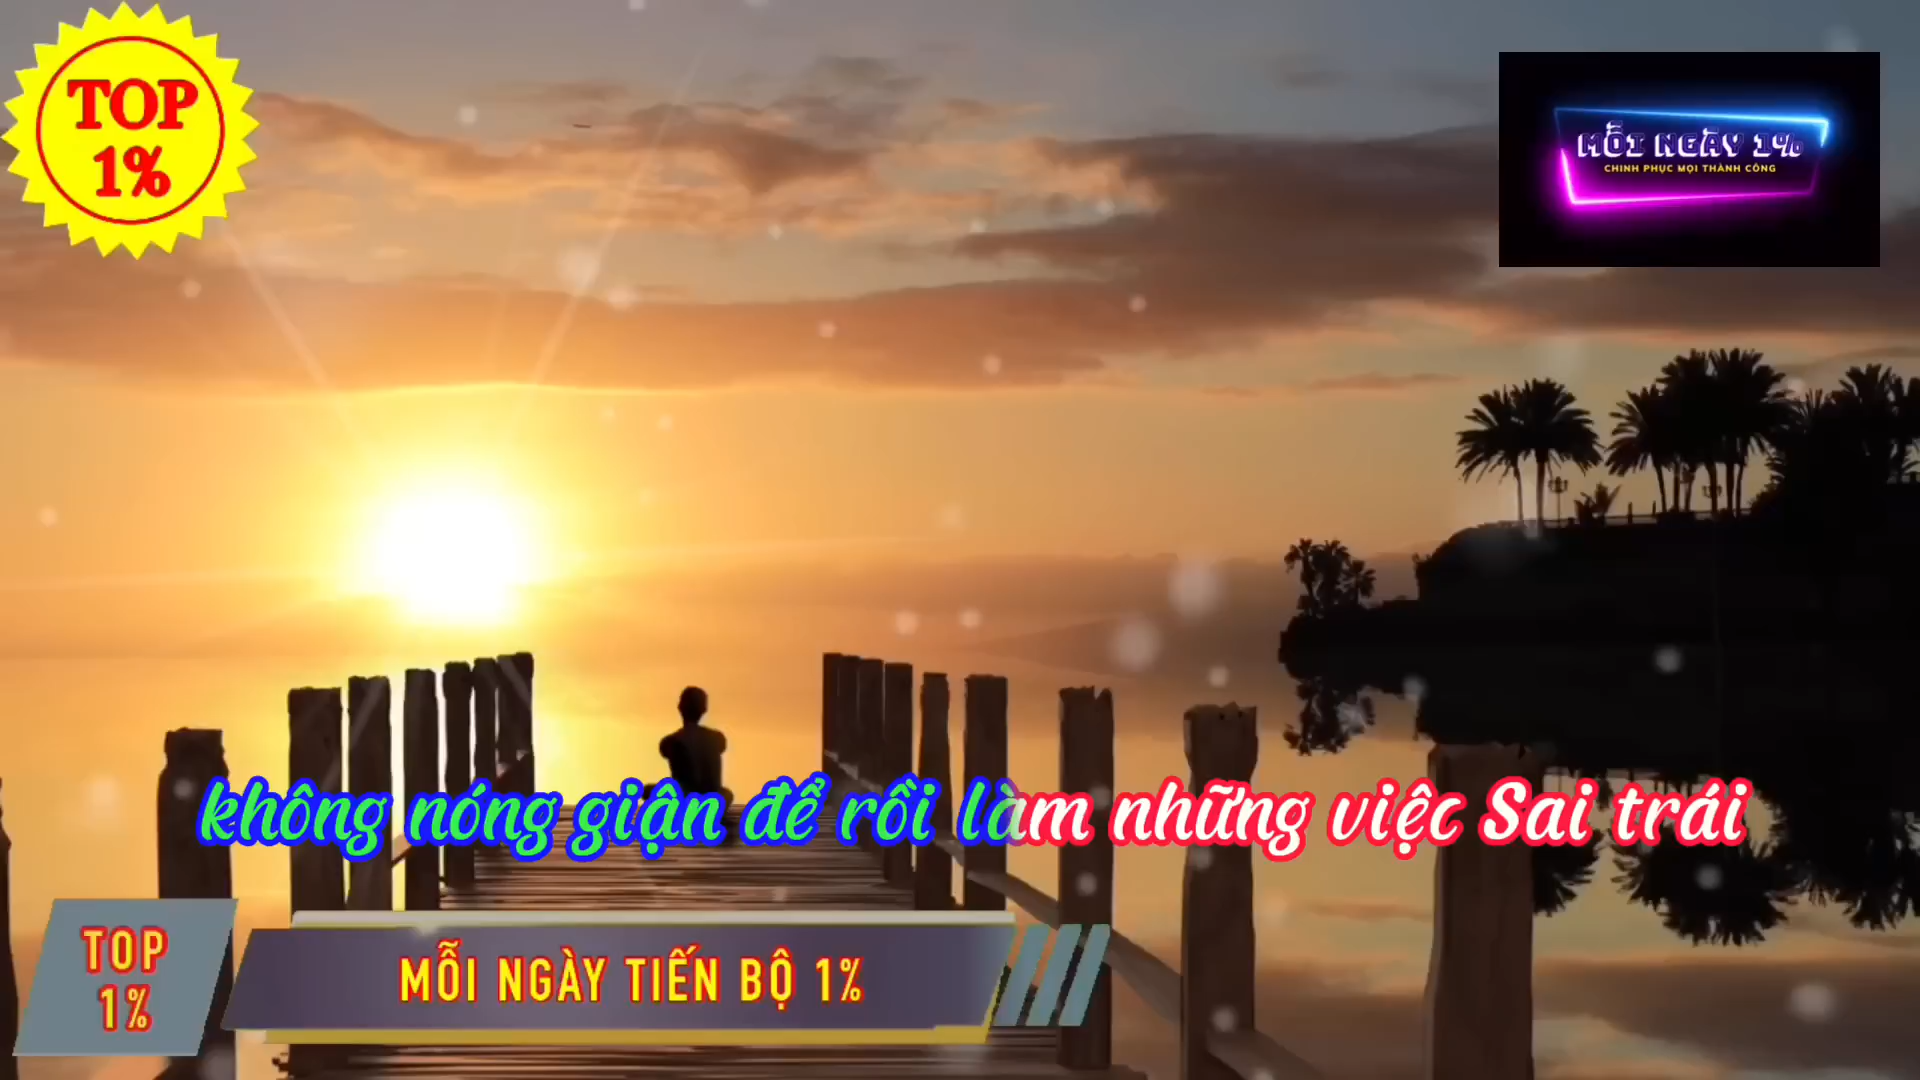 TOP
1%
MỖI NGÀY 1%
CHINH PHỤC MỌI THÀNH CÔNG
không nóng giận để rồi làm những việc Sai trái
TOP
1%
MỖI NGÀY TIẾN BỘ 1%